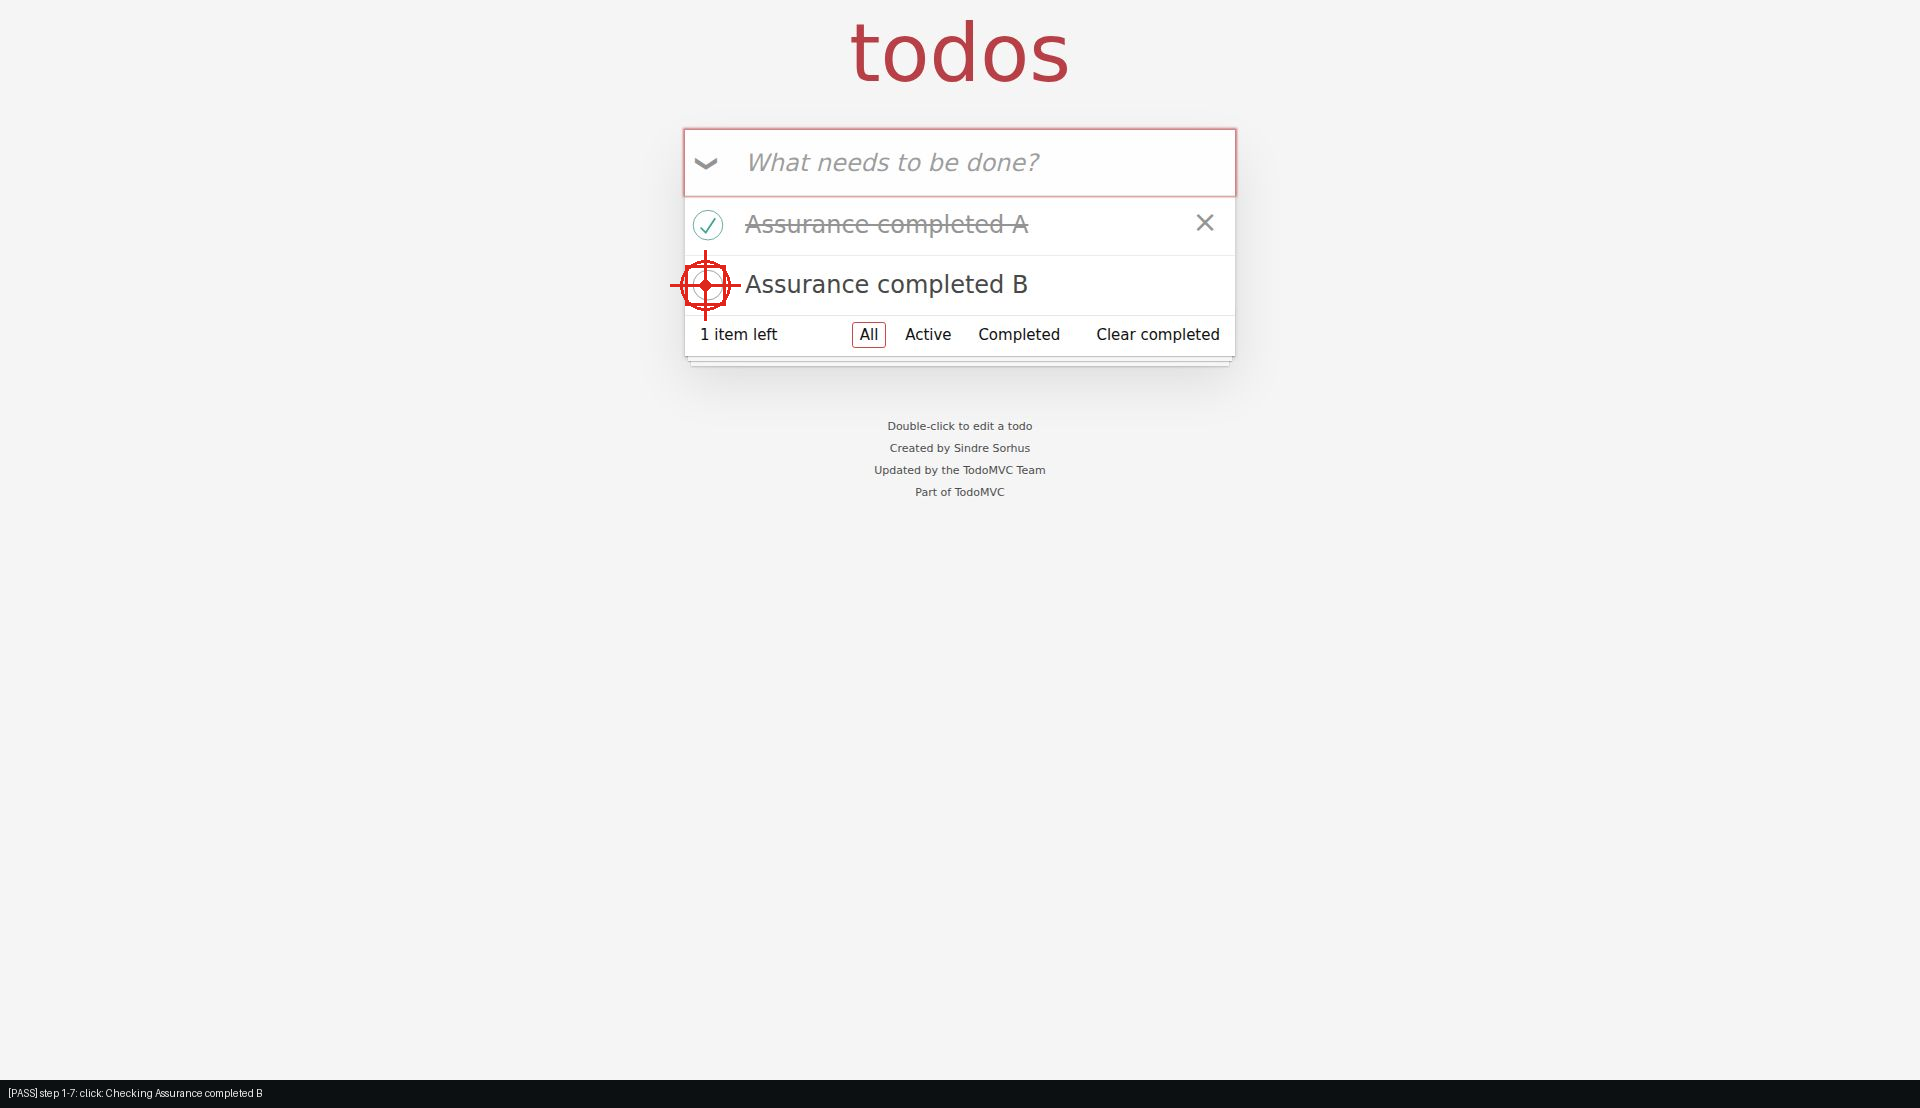 todos
What needs to be done?
Assurance completed A
Assurance completed B
1 item left All Active Completed Clear completed
Double-click to edit a todo
Created by Sindre Sorhus
Updated by the TodoMVC Team
Part of TodoMVC
[PASS] step 1-7: click: Checking Assurance completed B